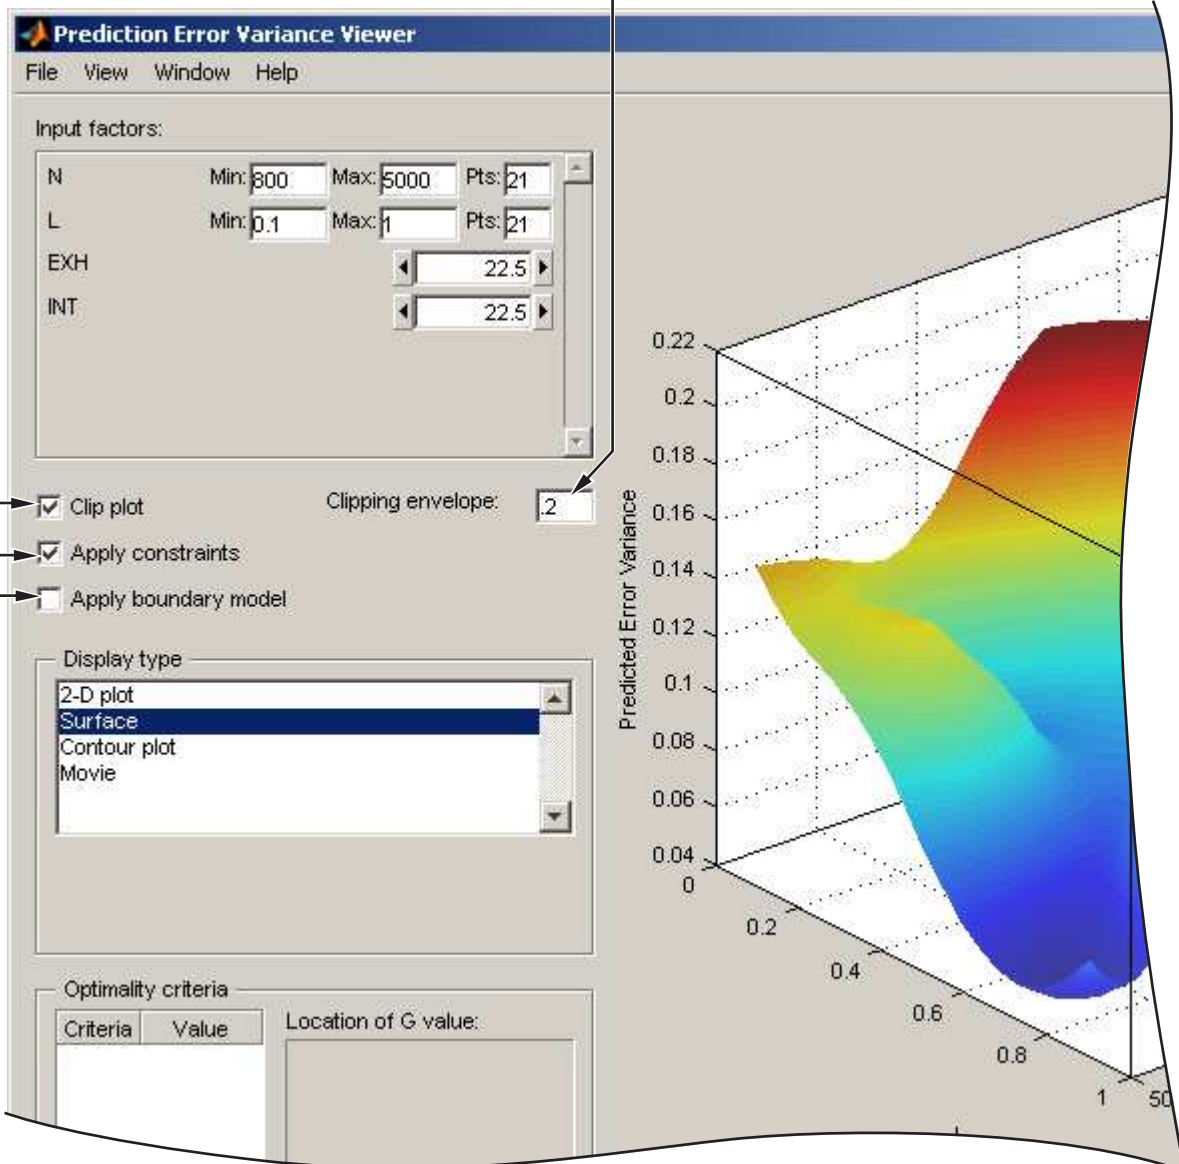 Prediction Error Variance Viewer
File View Window Help
Input factors:
N Min: 800 Max: 5000 Pts: 21
L Min: 0.1 Max: 1 Pts: 21
EXH 22.5
INT 22.5
Clip plot Clipping envelope: .2
Apply constraints
Apply boundary model
Display type
2-D plot
Surface
Contour plot
Movie
Optimality criteria
Criteria Value Location of G value:
Predicted Error Variance
0.22
0.2
0.18
0.16
0.14
0.12
0.1
0.08
0.06
0.04
0
0.2
0.4
0.6
0.8
1
50